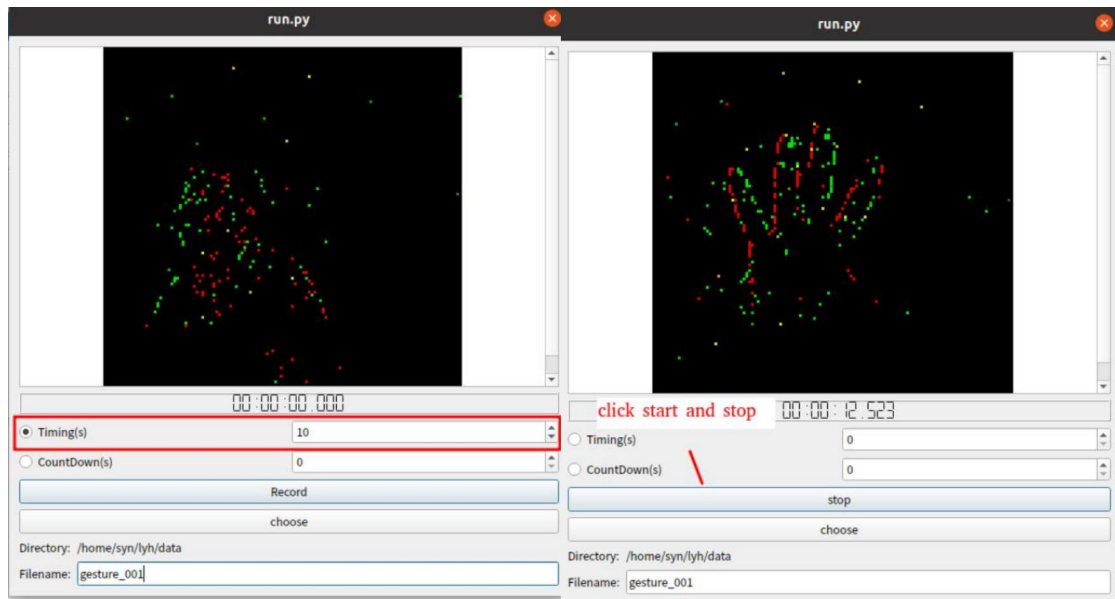 run.py
00:00:00.000
Timing(s) 10
CountDown(s) 0
Record
choose
Directory: /home/syn/lyh/data
Filename: gesture_001
run.py
click start and stop 00:00:12.523
Timing(s) 0
CountDown(s) 0
stop
choose
Directory: /home/syn/lyh/data
Filename: gesture_001